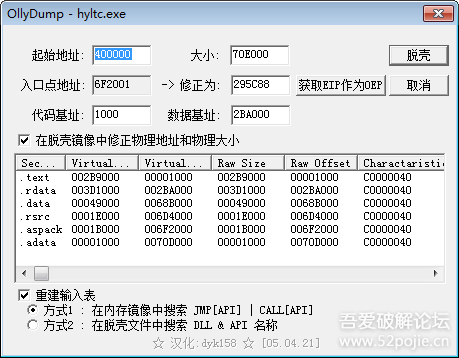 OllyDump - hyltc.exe
起始地址: 400000 大小: 70E000 脱壳
入口点地址: 6F2001 -> 修正为: 295C88 获取EIP作为OEP 取消
代码基址: 1000 数据基址: 2BA000
在脱壳镜像中修正物理地址和物理大小
Sec... Virtual... Virtual... Raw Size Raw Offset Charactaristic
.text 002B9000 00001000 002B9000 00001000 C0000040
.rdata 003D1000 002BA000 003D1000 002BA000 C0000040
.data 00049000 0068B000 00049000 0068B000 C0000040
.rsrc 0001E000 006D4000 0001E000 006D4000 C0000040
.aspack 0001B000 006F2000 0001B000 006F2000 C0000040
.adata 00001000 0070D000 00001000 0070D000 C0000040
重建输入表
方式1 : 在内存镜像中搜索 JMP[API] | CALL[API]
方式2 : 在脱壳文件中搜索 DLL & API 名称
☆ 汉化:dyk158 ☆ [05.04.21]
吾爱破解论坛
www.52pojie.cn